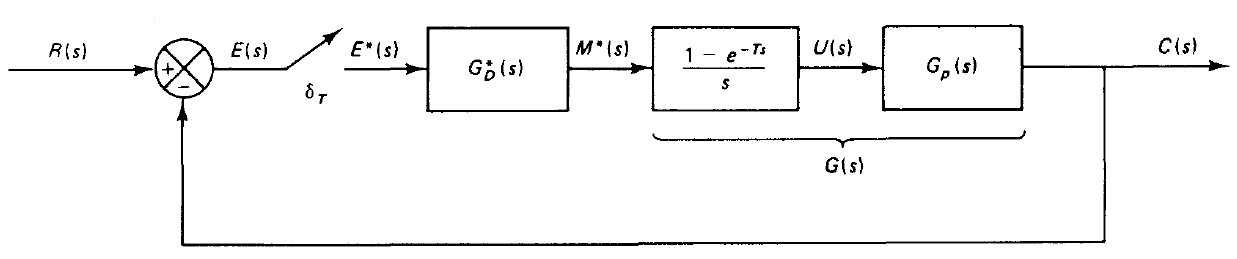 R(s)
+
−
E(s)
δ_T
E*(s)
G*_D(s)
M*(s)
1 − e^{−Ts}
s
U(s)
G_p(s)
C(s)
G(s)